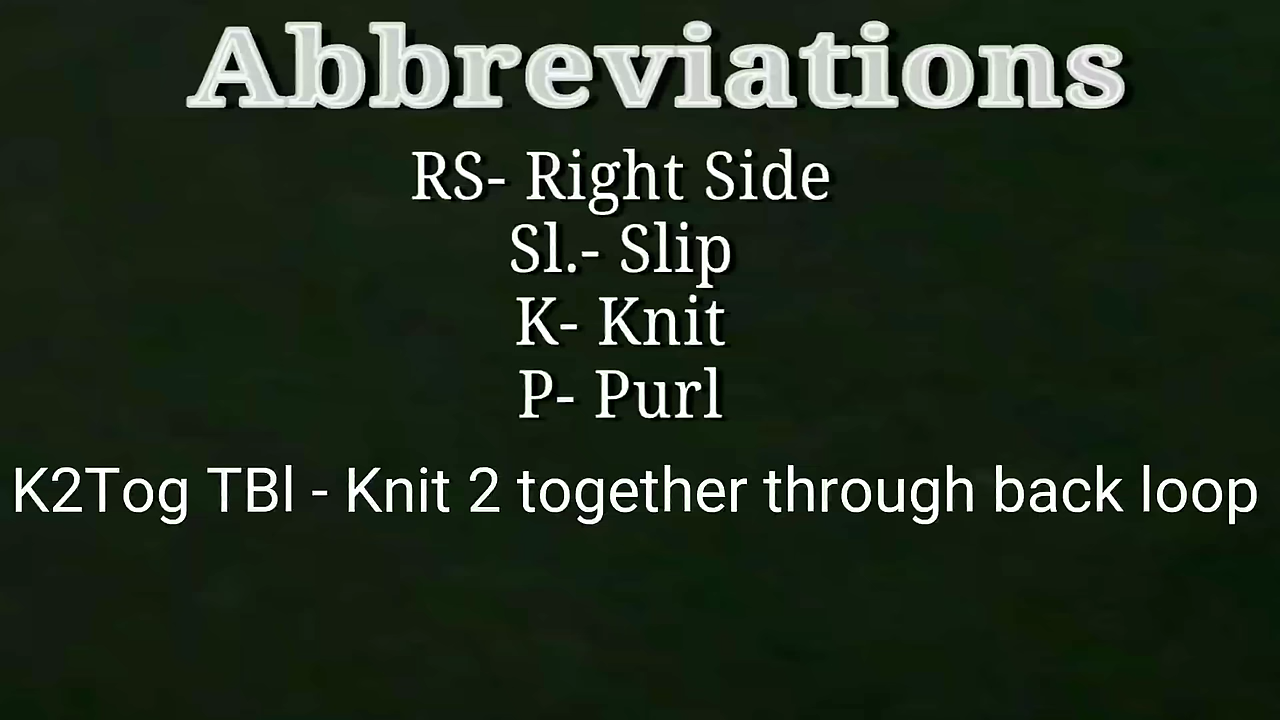 Abbreviations
RS- Right Side
Sl.- Slip
K- Knit
P- Purl
K2Tog TBl - Knit 2 together through back loop